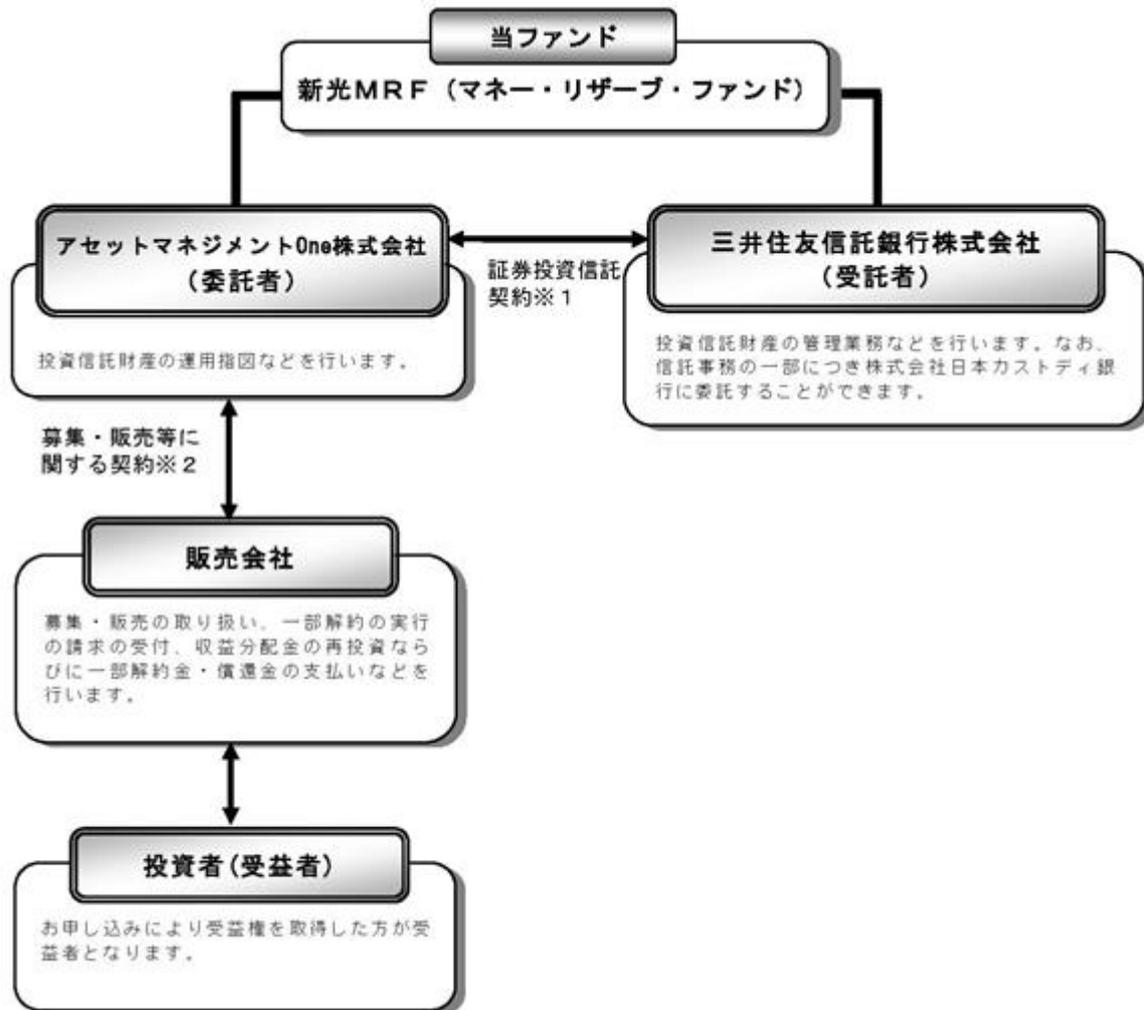 当ファンド
新光ＭＲＦ（マネー・リザーブ・ファンド）
アセットマネジメントOne株式会社
（委託者）
投資信託財産の運用指図などを行います。
証券投資信託
契約※１
三井住友信託銀行株式会社
（受託者）
投資信託財産の管理業務などを行います。なお、
信託事務の一部につき株式会社日本カストディ銀
行に委託することができます。
募集・販売等に
関する契約※２
販売会社
募集・販売の取り扱い、一部解約の実行
の請求の受付、収益分配金の再投資なら
びに一部解約金・償還金の支払いなどを
行います。
投資者(受益者)
お申し込みにより受益権を取得した方が受
益者となります。